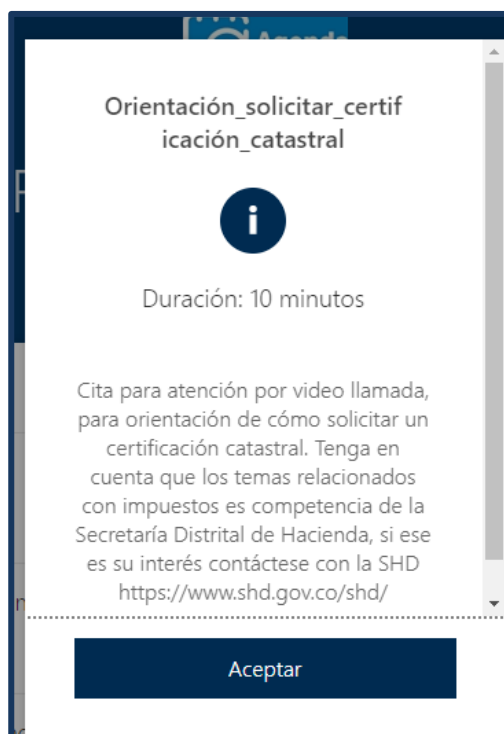 Agenda
Orientación_solicitar_certif
icación_catastral
i
Duración: 10 minutos
Cita para atención por video llamada,
para orientación de cómo solicitar un
certificación catastral. Tenga en
cuenta que los temas relacionados
con impuestos es competencia de la
Secretaría Distrital de Hacienda, si ese
es su interés contáctese con la SHD
https://www.shd.gov.co/shd/
Aceptar